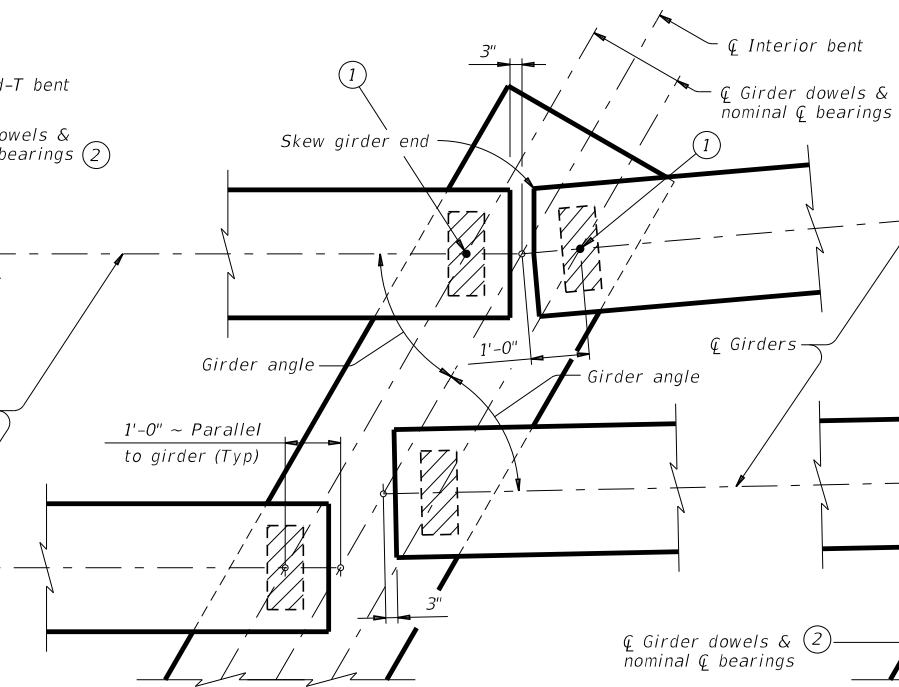 3"
℄ Interior bent
d-T bent
1
℄ Girder dowels &
nominal ℄ bearings
owels &
bearings 2
Skew girder end
1
1'-0"
℄ Girders
Girder angle
Girder angle
1'-0" ~ Parallel
to girder (Typ)
3"
℄ Girder dowels & 2
nominal ℄ bearings